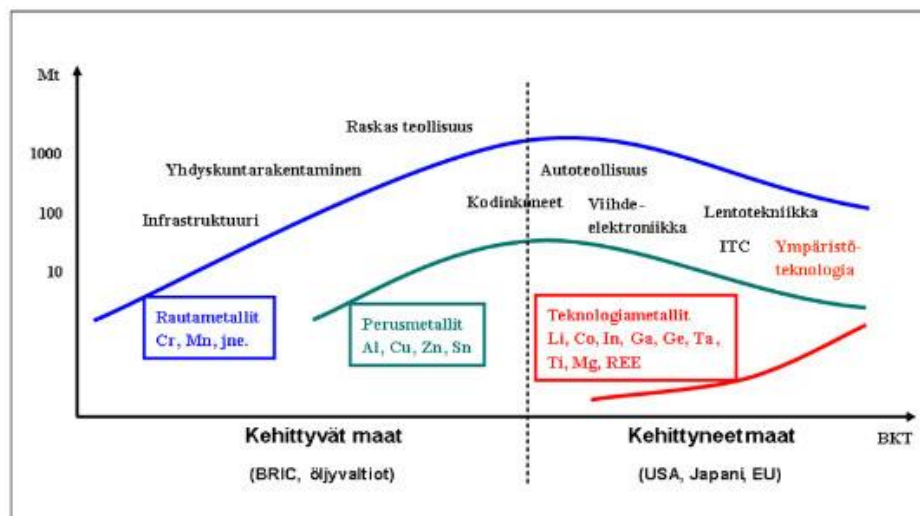 Mt
Raskas teollisuus
1000
Yhdyskuntarakentaminen
Autoteollisuus
Kodinkoneet
Viihde-
elektroniikka
100
Infrastruktuuri
Lentotekniikka
ITC
Ympäristö-
teknologia
10
Rautametallit
Cr, Mn, jne.
Perusmetallit
Al, Cu, Zn, Sn
Teknologiametallit
Li, Co, In, Ga, Ge, Ta,
Ti, Mg, REE
Kehittyvät maat
(BRIC, öljyvaltiot)
Kehittyneetmaat
(USA, Japani, EU)
BKT